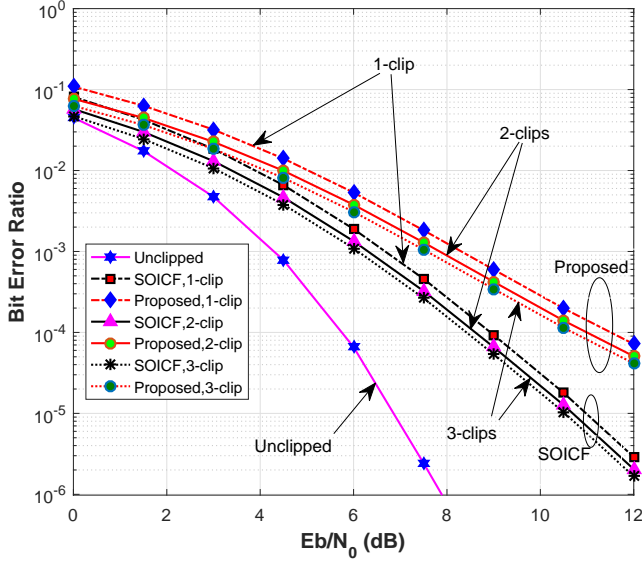 10^0
10^-1
10^-2
10^-3
10^-4
10^-5
10^-6
Bit Error Ratio
1-clip
2-clips
Unclipped
SOICF,1-clip
Proposed,1-clip
SOICF,2-clip
Proposed,2-clip
SOICF,3-clip
Proposed,3-clip
Proposed
3-clips
Unclipped
SOICF
0 2 4 6 8 10 12
Eb/N_0 (dB)